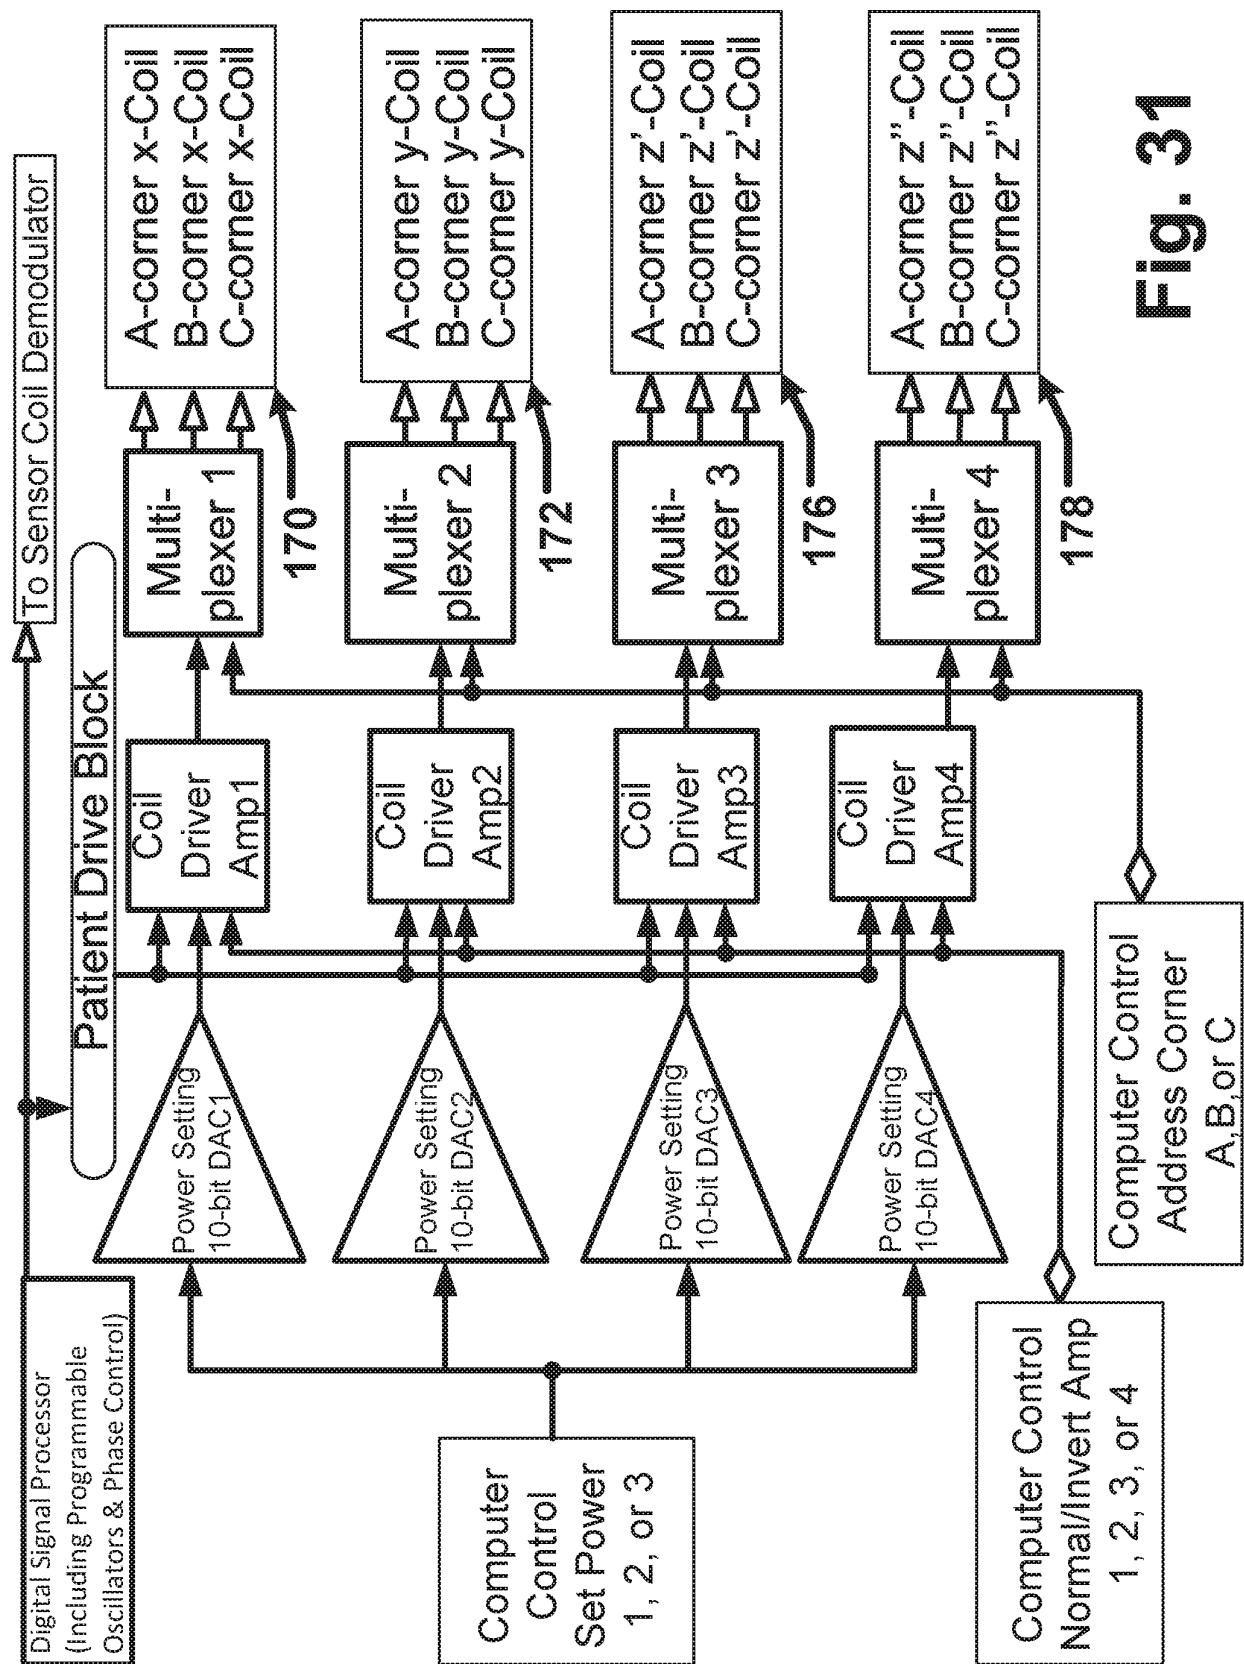 Digital Signal Processor
(Including Programmable
Oscillators & Phase Control)
To Sensor Coil Demodulator
Patient Drive Block
Power Setting
10-bit DAC1
Coil
Driver
Amp1
Multi-
plexer 1
A-corner x-Coil
B-corner x-Coil
C-corner x-Coil
170
Power Setting
10-bit DAC2
Coil
Driver
Amp2
Multi-
plexer 2
A-corner y-Coil
B-corner y-Coil
C-corner y-Coil
172
Computer
Control
Set Power
1, 2, or 3
Power Setting
10-bit DAC3
Coil
Driver
Amp3
Multi-
plexer 3
A-corner z'-Coil
B-corner z'-Coil
C-corner z'-Coil
176
Power Setting
10-bit DAC4
Coil
Driver
Amp4
Multi-
plexer 4
A-corner z''-Coil
B-corner z''-Coil
C-corner z''-Coil
178
Computer Control
Normal/Invert Amp
1, 2, 3, or 4
Computer Control
Address Corner
A,B,or C
Fig. 31